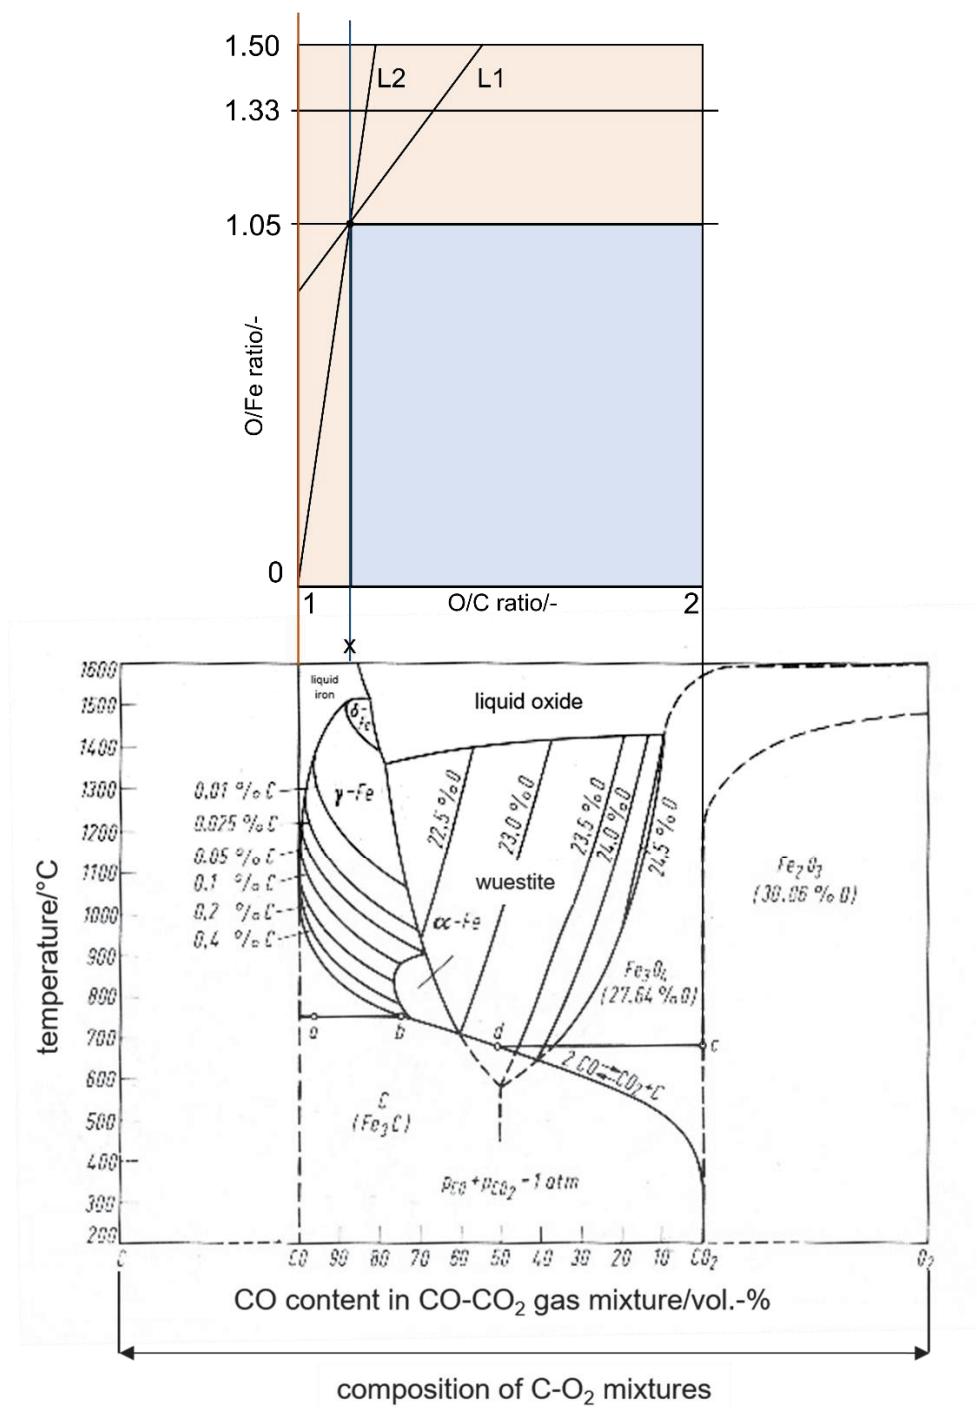 1.50
L2
L1
1.33
1.05
O/Fe ratio/-
0
1
O/C ratio/-
2
x
1600
liquid
iron
liquid oxide
1500
δ-
Fe
1400
1300
0,01 % C
γ-Fe
22.5 % O
23.0 % O
23.5 % O
24.0 % O
24.5 % O
1200
0.025 % C
1100
0.05 % C
0.1 % C
wuestite
Fe₂O₃
(30.06 % O)
1000
0,2 % C
α-Fe
0,4 % C
900
temperature/°C
Fe₃O₄
(27.64 % O)
800
700
a
b
d
c
600
2 CO ⇌ CO₂ + C
500
C
(Fe₃C)
400
pCO + pCO₂ = 1 atm
300
200
C
CO
90
80
70
60
50
40
30
20
10
CO₂
O₂
CO content in CO-CO₂ gas mixture/vol.-%
composition of C-O₂ mixtures